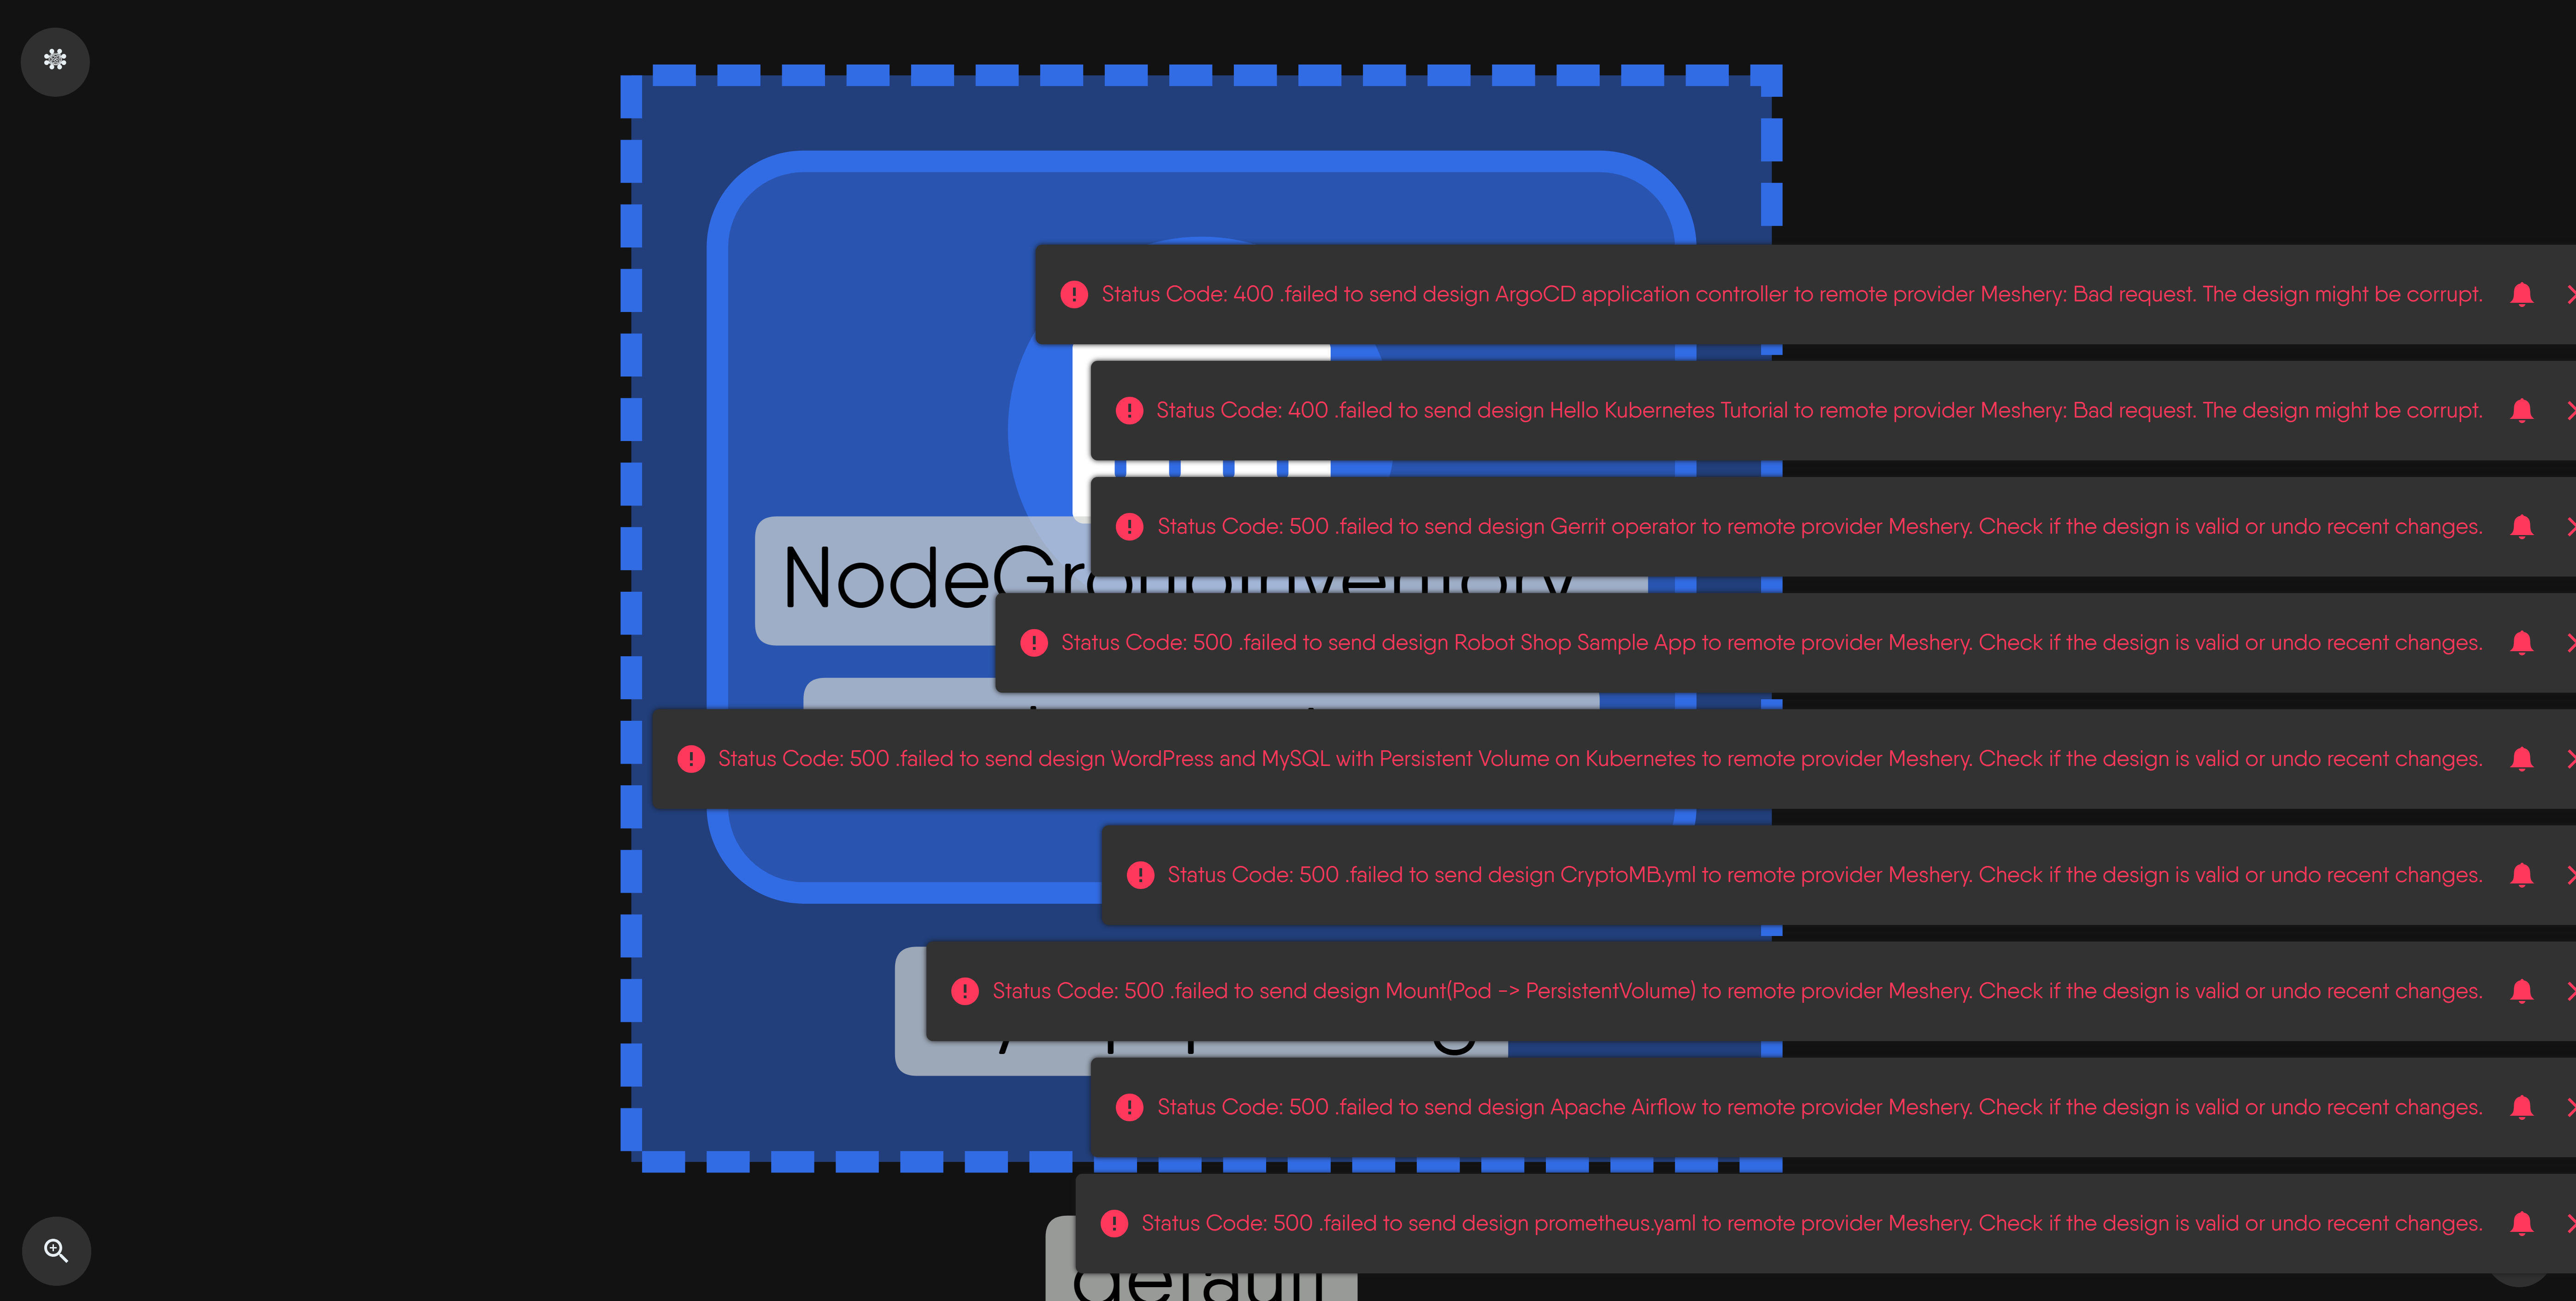 Status Code: 400 .failed to send design ArgoCD application controller to remote provider Meshery: Bad request. The design might be corrupt.
Status Code: 400 .failed to send design Hello Kubernetes Tutorial to remote provider Meshery: Bad request. The design might be corrupt.
Status Code: 500 .failed to send design Gerrit operator to remote provider Meshery. Check if the design is valid or undo recent changes.
NodeGroupInventory
Status Code: 500 .failed to send design Robot Shop Sample App to remote provider Meshery. Check if the design is valid or undo recent changes.
Status Code: 500 .failed to send design WordPress and MySQL with Persistent Volume on Kubernetes to remote provider Meshery. Check if the design is valid or undo recent changes.
Status Code: 500 .failed to send design CryptoMB.yml to remote provider Meshery. Check if the design is valid or undo recent changes.
Status Code: 500 .failed to send design Mount(Pod -> PersistentVolume) to remote provider Meshery. Check if the design is valid or undo recent changes.
Status Code: 500 .failed to send design Apache Airflow to remote provider Meshery. Check if the design is valid or undo recent changes.
Status Code: 500 .failed to send design prometheus.yaml to remote provider Meshery. Check if the design is valid or undo recent changes.
default